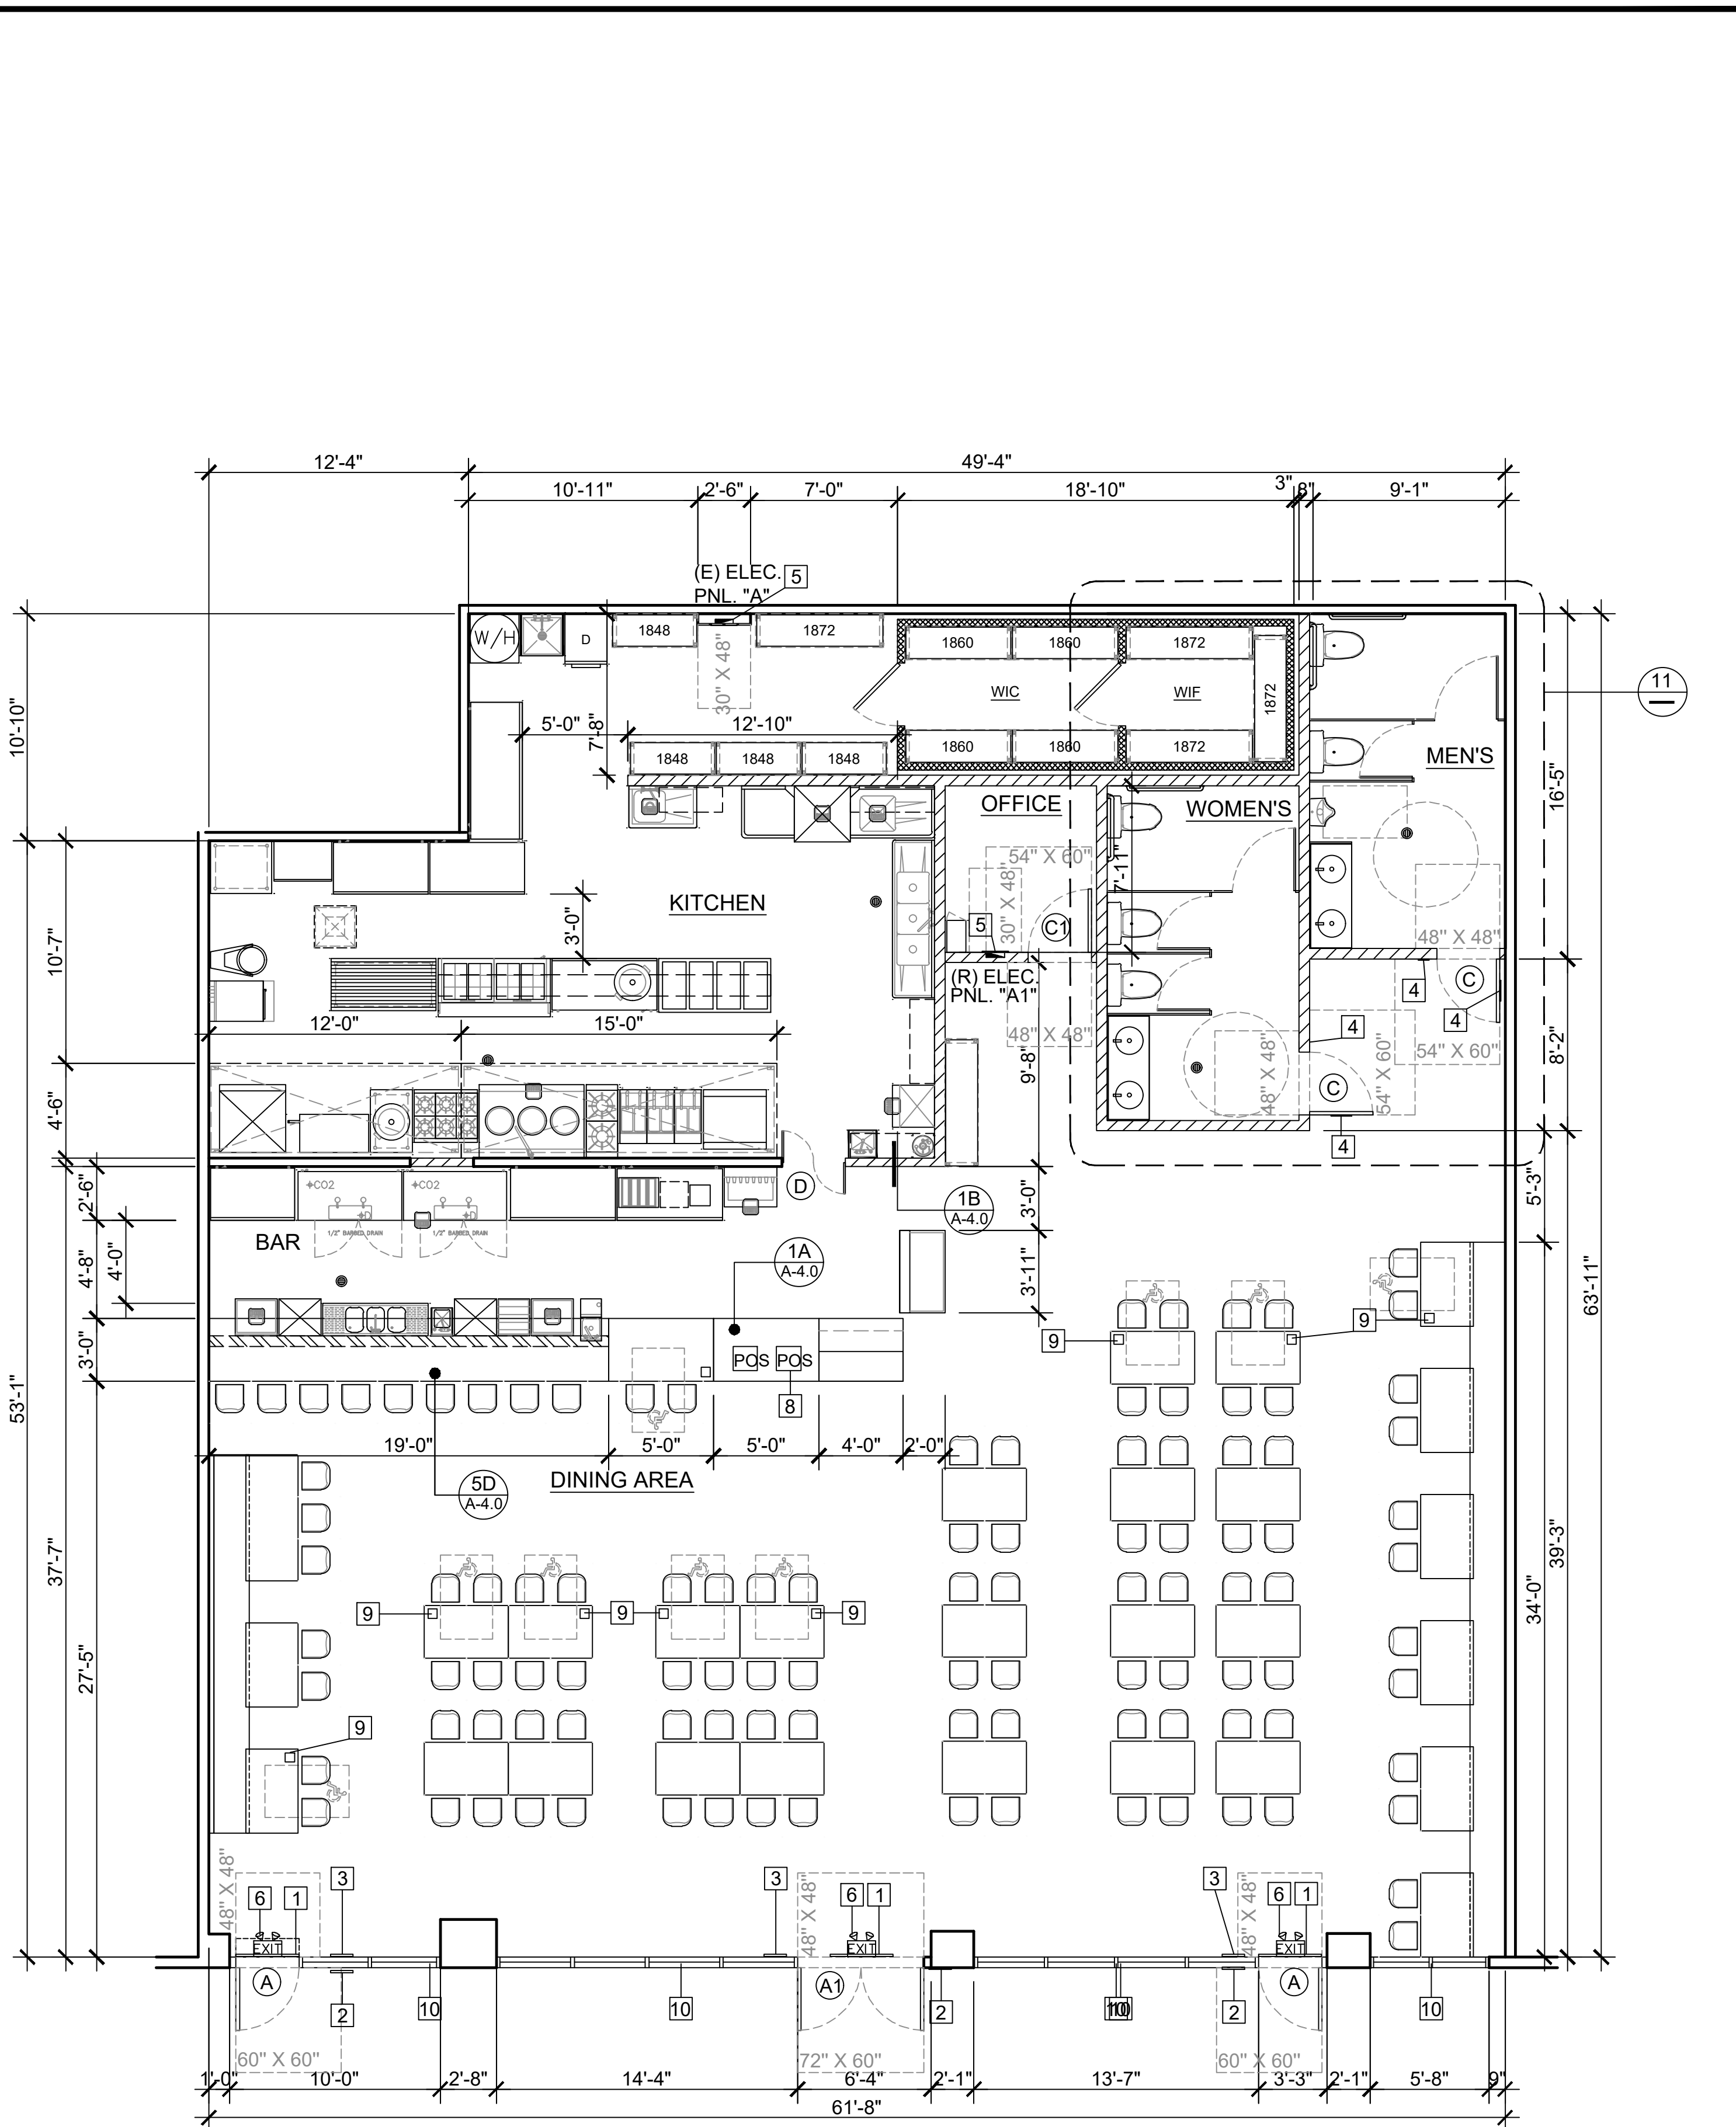 12'-4"
49'-4"
10'-11"
2'-6"
7'-0"
18'-10"
3"
8"
9'-1"
(E) ELEC.
PNL. "A"
5
W/H
D
1848
1872
30" X 48"
1860
1860
1872
1872
WIC
WIF
1860
1860
1872
11
10'-10"
5'-0"
7'-8"
12'-10"
1848
1848
1848
MEN'S
16'-5"
OFFICE
WOMEN'S
54" X 60"
30" X 48"
7'-11"
KITCHEN
5
C1
48" X 48"
3'-0"
10'-7"
(R) ELEC.
PNL. "A1"
C
4
4
4
54" X 60"
12'-0"
15'-0"
48" X 48"
9'-8"
48" X 48"
54" X 60"
8'-2"
C
4
4'-6"
2'-6"
CO2
CO2
D
D
1/2" BARBED DRAIN
1/2" BARBED DRAIN
D
1B
A-4.0
3'-0"
5'-3"
BAR
4'-8"
4'-0"
1A
A-4.0
3'-11"
63'-11"
9
9
3'-0"
POS
POS
8
53'-1"
19'-0"
5'-0"
5'-0"
4'-0"
2'-0"
DINING AREA
5D
A-4.0
37'-7"
39'-3"
34'-0"
27'-5"
9
9
9
9
48" X 48"
6
1
3
3
48" X 48"
6
1
3
48" X 48"
6
1
EXIT
EXIT
EXIT
A
A1
A
2
10
10
2
10
10
2
10
60" X 60"
72" X 60"
60" X 60"
1'-0"
10'-0"
2'-8"
14'-4"
6'-4"
2'-1"
13'-7"
3'-3"
2'-1"
5'-8"
9"
61'-8"